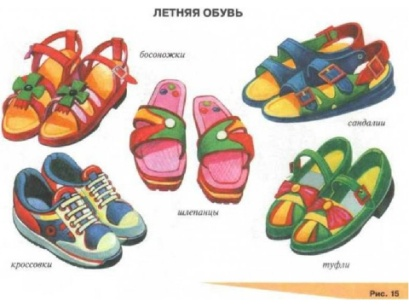 ЛЕТНЯЯ ОБУВЬ
босоножки
сандалии
шлепанцы
кроссовки
туфли
Рис. 15